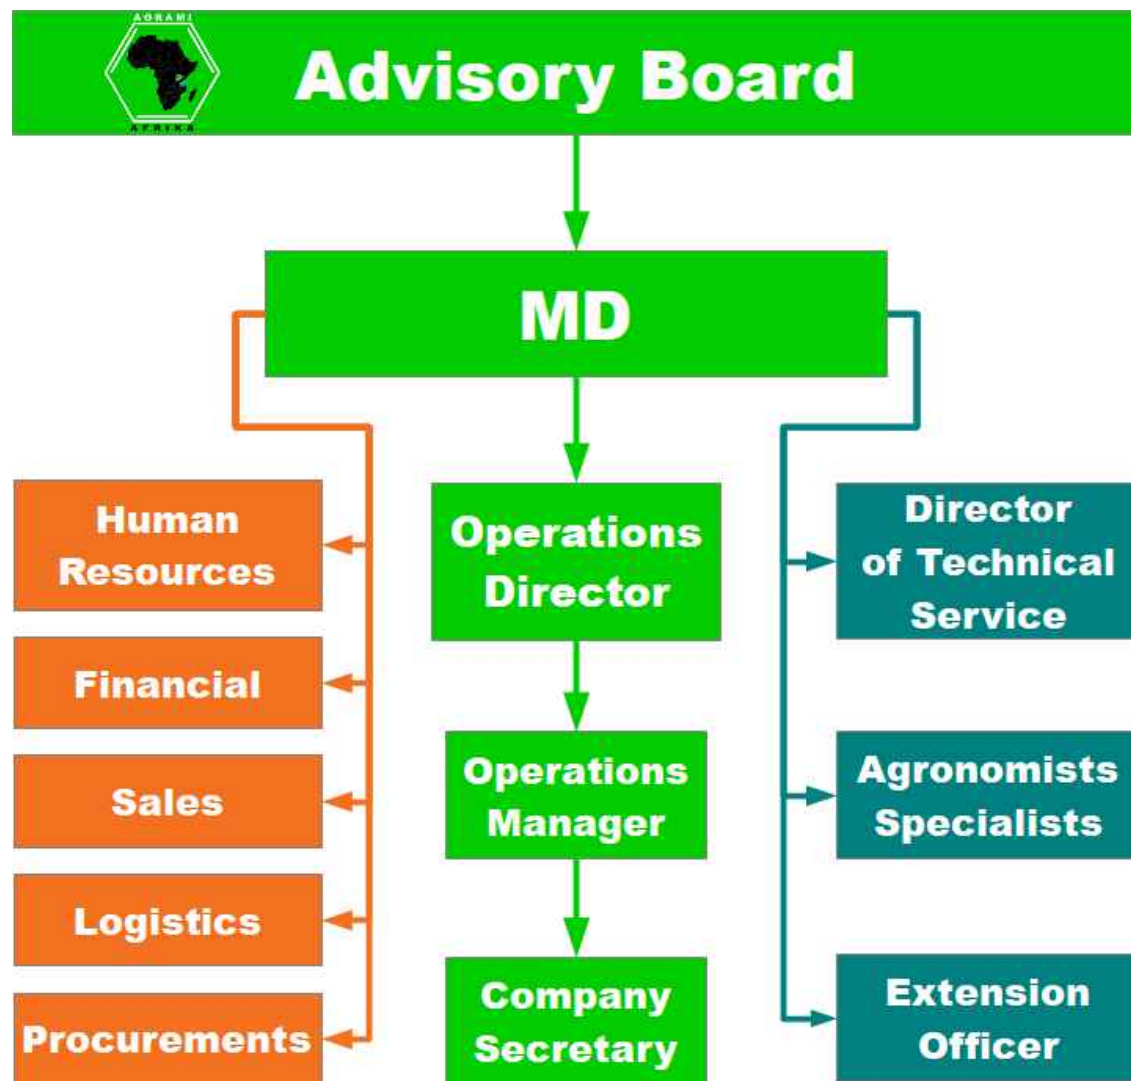 AGRAMI
AFRIKA
Advisory Board
MD
Human
Resources
Financial
Sales
Logistics
Procurements
Operations
Director
Operations
Manager
Company
Secretary
Director
of Technical
Service
Agronomists
Specialists
Extension
Officer